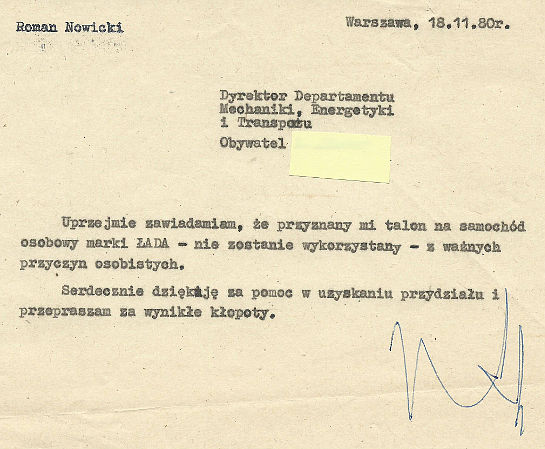 Roman Nowicki
Warszawa, 18.11.80r.
Dyrektor Departamentu
Mechaniki, Energetyki
i Transpotu
Obywatel
Uprzejmie zawiadamiam, że przyznany mi talon na samochód
osobowy marki ŁADA - nie zostanie wykorzystany - z ważnych
przyczyn osobistych.
Serdecznie dziękuję za pomoc w uzyskaniu przydziału i
przepraszam za wynikłe kłopoty.